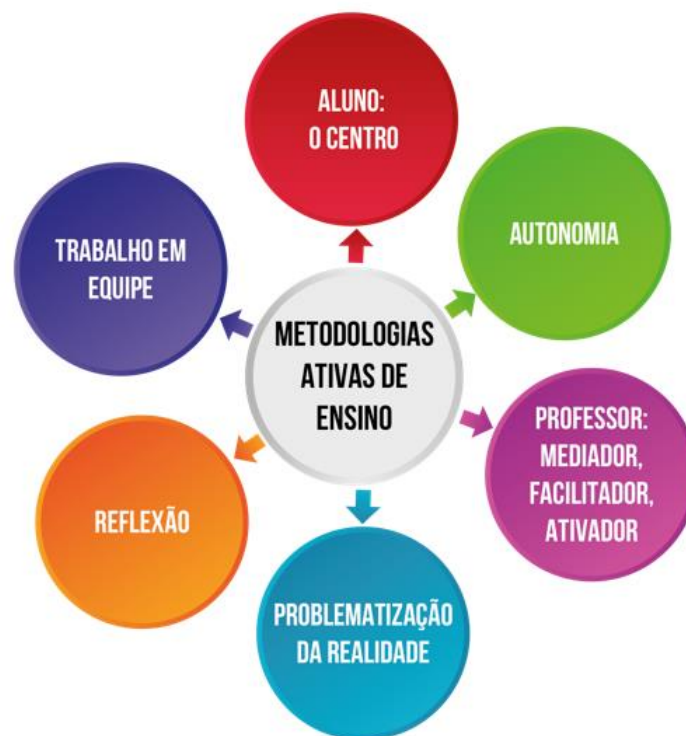 ALUNO:
O CENTRO
AUTONOMIA
PROFESSOR:
MEDIADOR,
FACILITADOR,
ATIVADOR
PROBLEMATIZAÇÃO
DA REALIDADE
REFLEXÃO
TRABALHO EM
EQUIPE
METODOLOGIAS
ATIVAS DE
ENSINO